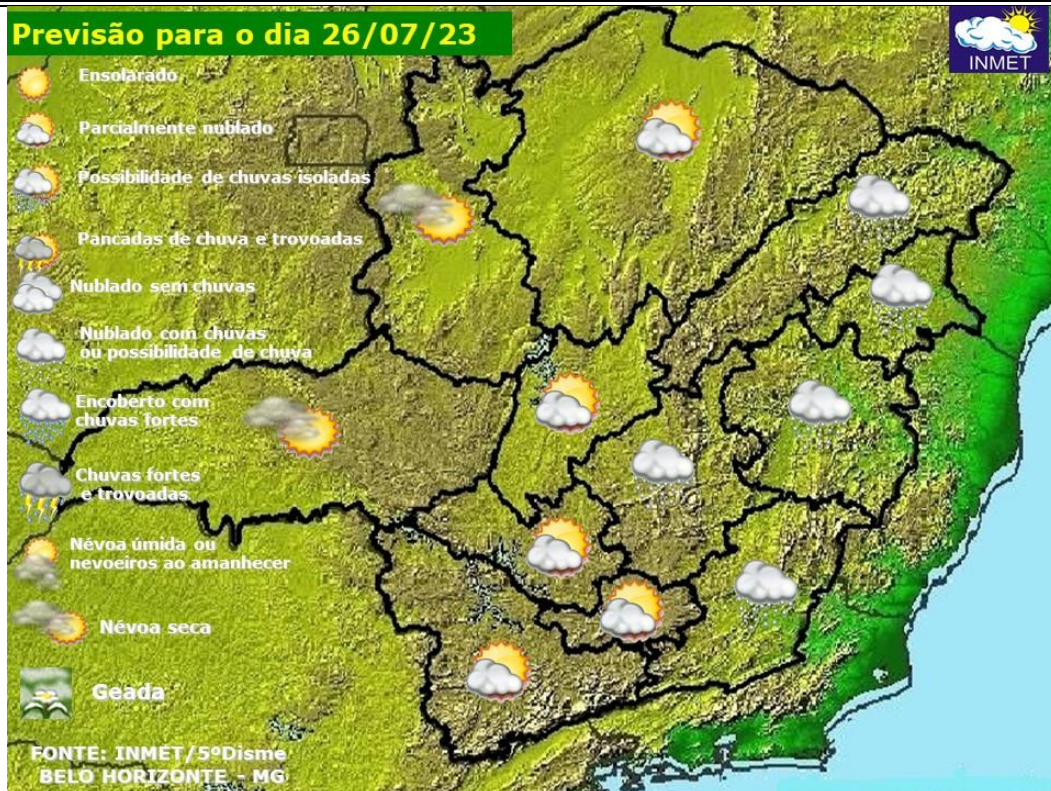 Previsão para o dia 26/07/23
INMET
Ensolarado
Parcialmente nublado
Possibilidade de chuvas isoladas
Pancadas de chuva e trovoadas
Nublado sem chuvas
Nublado com chuvas
ou possibilidade de chuva
Encoberto com
chuvas fortes
Chuvas fortes
e trovoadas
Névoa úmida ou
nevoeiros ao amanhecer
Névoa seca
Geada
FONTE: INMET/5ºDisme
BELO HORIZONTE - MG